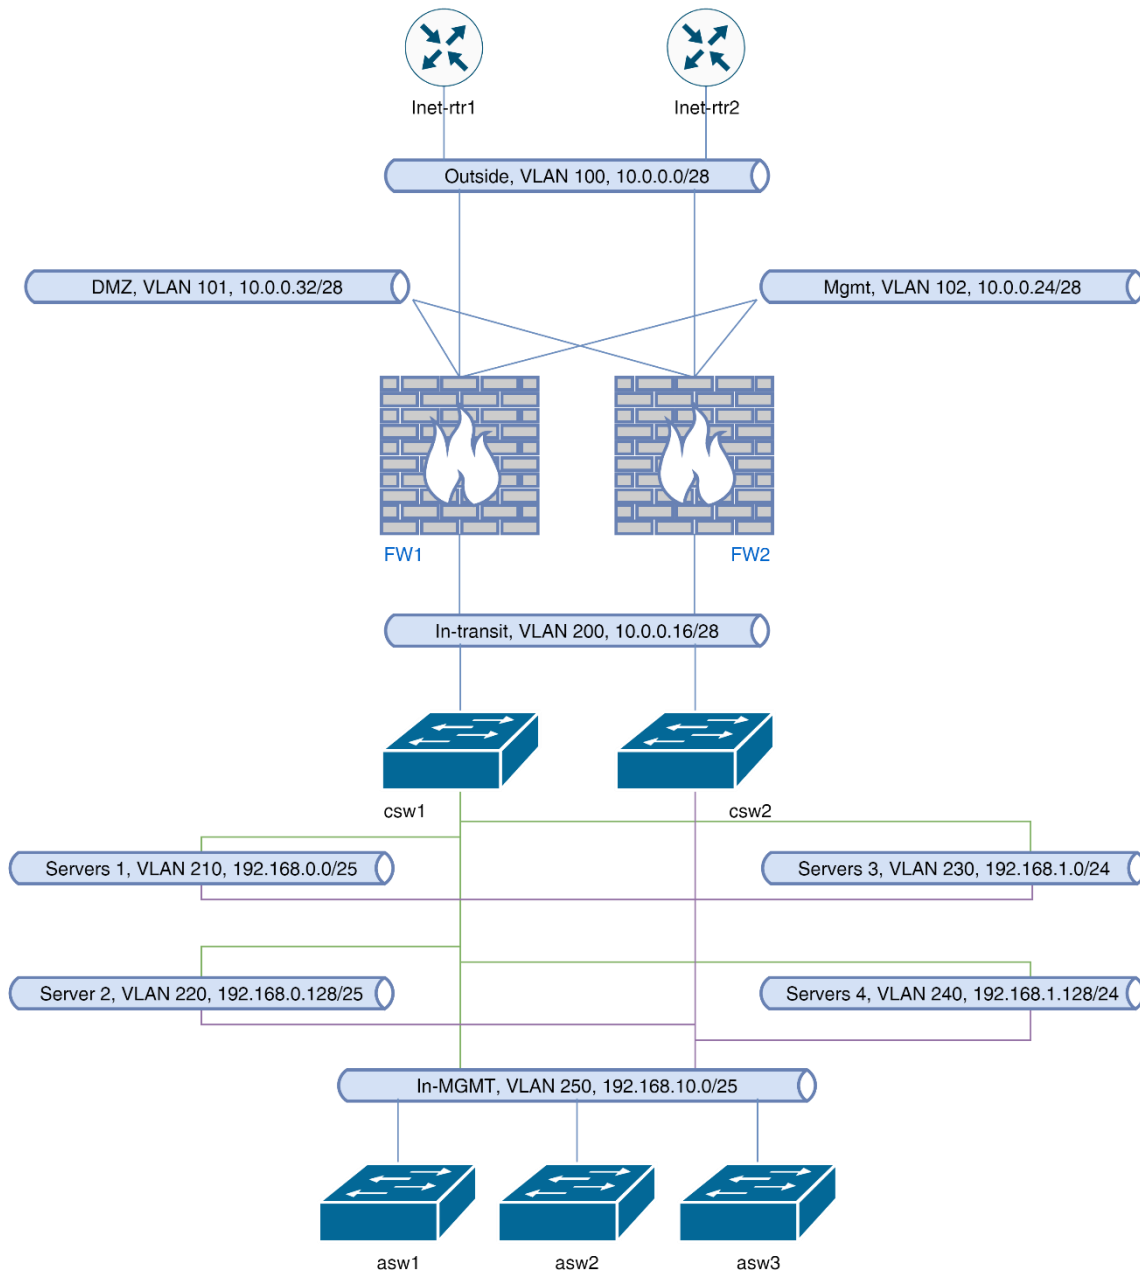 Inet-rtr1
Inet-rtr2
Outside, VLAN 100, 10.0.0.0/28
DMZ, VLAN 101, 10.0.0.32/28
Mgmt, VLAN 102, 10.0.0.24/28
FW1
FW2
In-transit, VLAN 200, 10.0.0.16/28
csw1
csw2
Servers 1, VLAN 210, 192.168.0.0/25
Servers 3, VLAN 230, 192.168.1.0/24
Server 2, VLAN 220, 192.168.0.128/25
Servers 4, VLAN 240, 192.168.1.128/24
In-MGMT, VLAN 250, 192.168.10.0/25
asw1
asw2
asw3